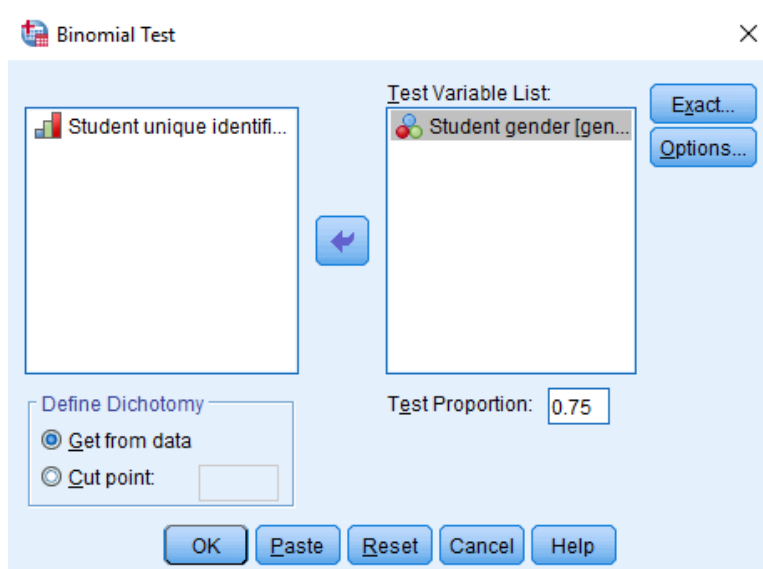 Binomial Test
Test Variable List:
Student unique identifi...
Student gender [gen...
Exact...
Options...
Define Dichotomy
Get from data
Cut point:
Test Proportion: 0.75
OK Paste Reset Cancel Help